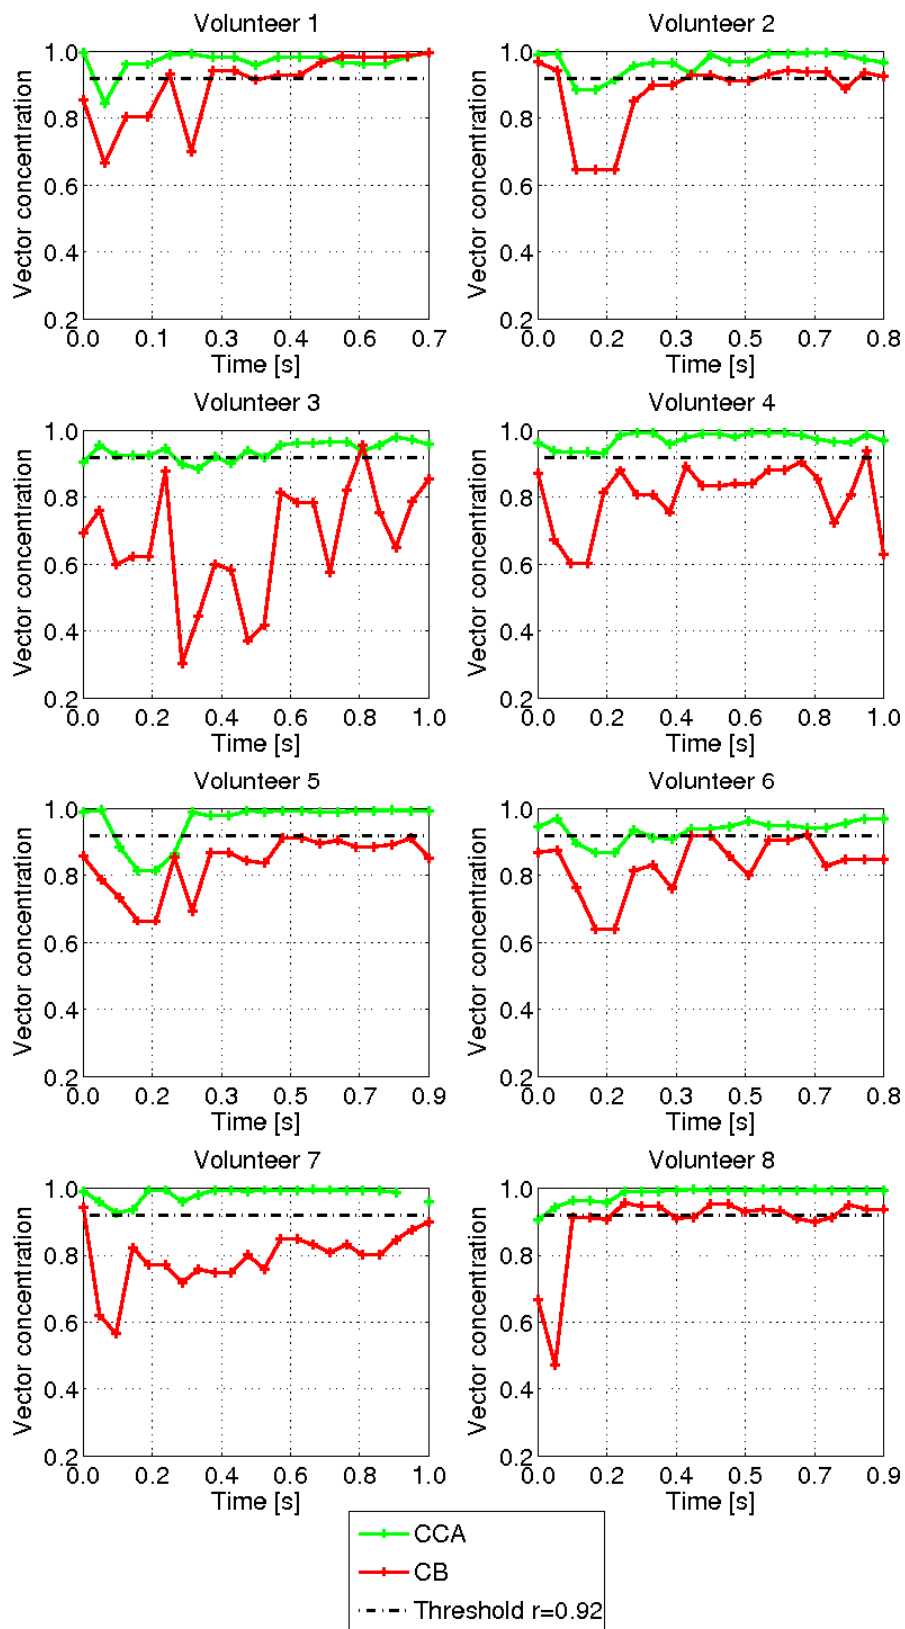 Volunteer 1
Vector concentration
1.0
0.8
0.6
0.4
0.2
0.0 0.1 0.3 0.4 0.6 0.7
Time [s]
Volunteer 2
Vector concentration
1.0
0.8
0.6
0.4
0.2
0.0 0.2 0.3 0.5 0.7 0.8
Time [s]
Volunteer 3
Vector concentration
1.0
0.8
0.6
0.4
0.2
0.0 0.2 0.4 0.6 0.8 1.0
Time [s]
Volunteer 4
Vector concentration
1.0
0.8
0.6
0.4
0.2
0.0 0.2 0.4 0.6 0.8 1.0
Time [s]
Volunteer 5
Vector concentration
1.0
0.8
0.6
0.4
0.2
0.0 0.2 0.4 0.5 0.7 0.9
Time [s]
Volunteer 6
Vector concentration
1.0
0.8
0.6
0.4
0.2
0.0 0.2 0.3 0.5 0.7 0.8
Time [s]
Volunteer 7
Vector concentration
1.0
0.8
0.6
0.4
0.2
0.0 0.2 0.4 0.6 0.8 1.0
Time [s]
Volunteer 8
Vector concentration
1.0
0.8
0.6
0.4
0.2
0.0 0.2 0.4 0.5 0.7 0.9
Time [s]
CCA
CB
Threshold r=0.92